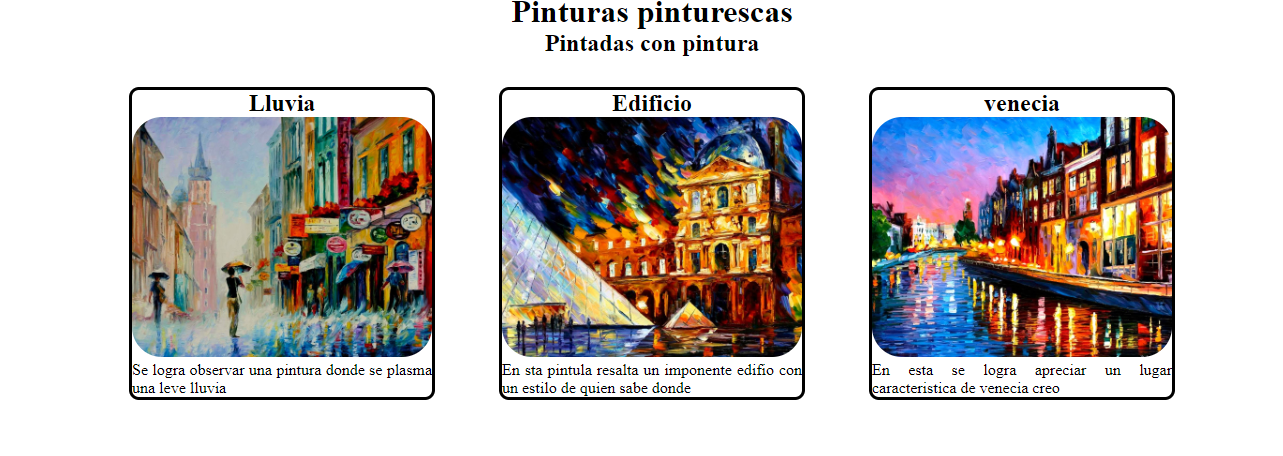 Pinturas pinturescas
Pintadas con pintura
Lluvia
Se logra observar una pintura donde se plasma
una leve lluvia
Edificio
En sta pintula resalta un imponente edifio con
un estilo de quien sabe donde
venecia
En esta se logra apreciar un lugar
caracteristica de venecia creo